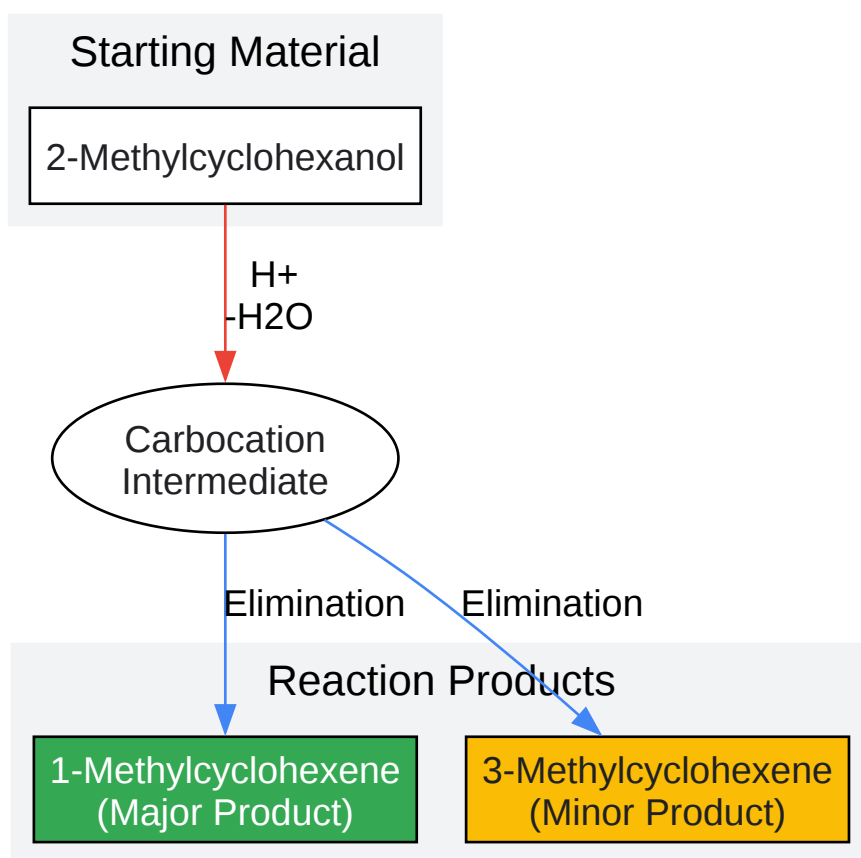 Starting Material
2-Methylcyclohexanol
H+
-H2O
Carbocation
Intermediate
Elimination
Elimination
Reaction Products
1-Methylcyclohexene
(Major Product)
3-Methylcyclohexene
(Minor Product)